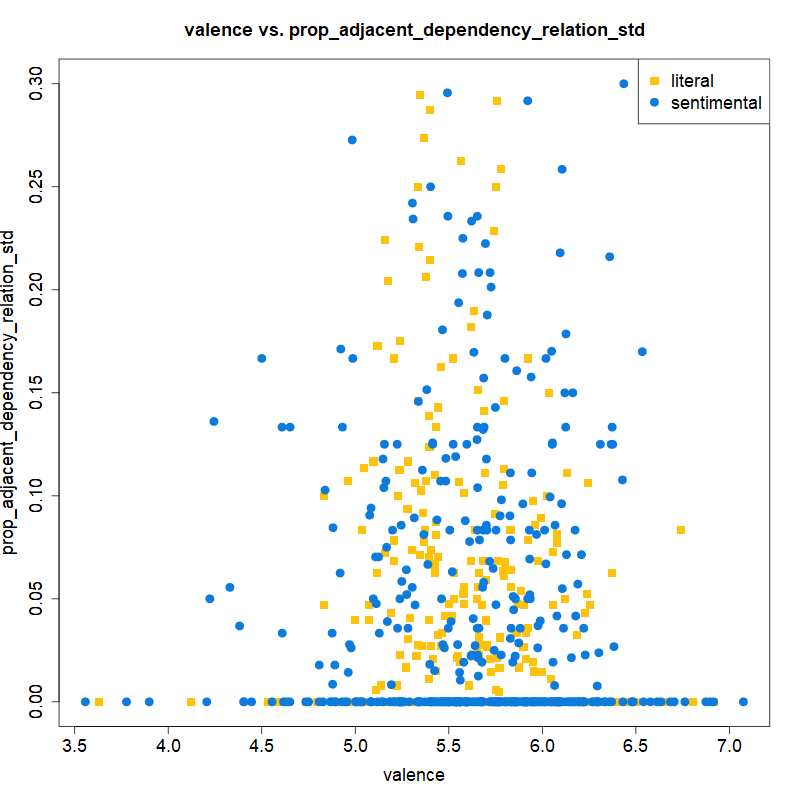 valence vs. prop_adjacent_dependency_relation_std
literal
sentimental
prop_adjacent_dependency_relation_std
0.30
0.25
0.20
0.15
0.10
0.05
0.00
3.5 4.0 4.5 5.0 5.5 6.0 6.5 7.0
valence